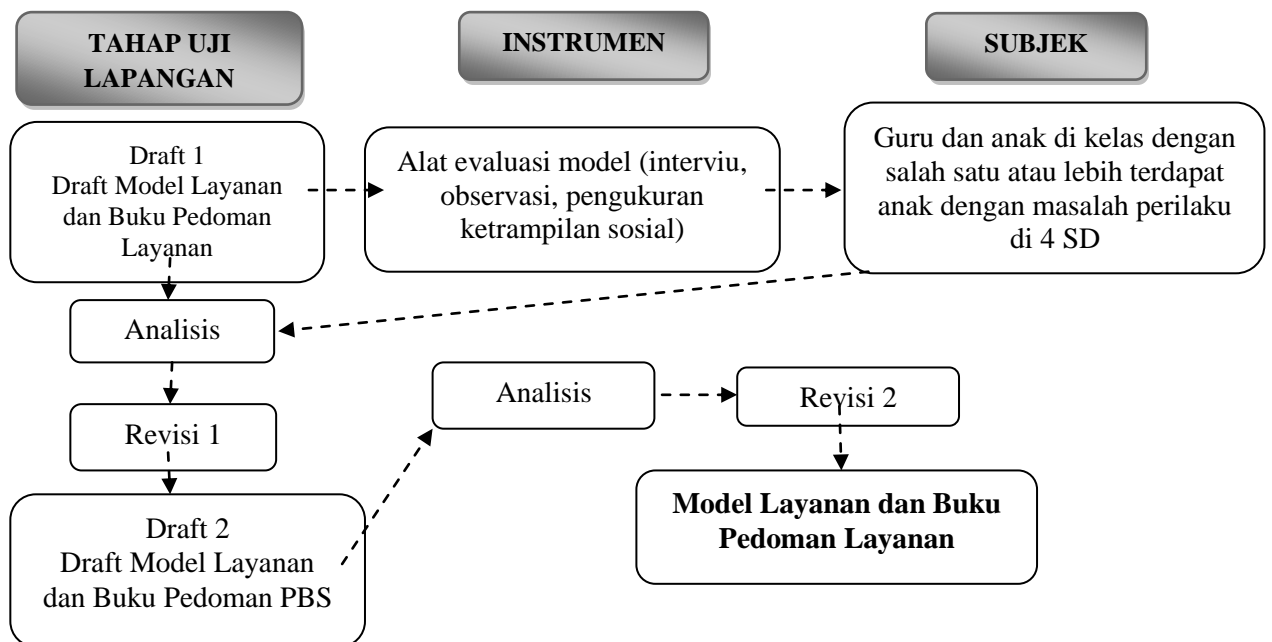 TAHAP UJI
LAPANGAN
INSTRUMEN
SUBJEK
Draft 1
Draft Model Layanan
dan Buku Pedoman
Layanan
Alat evaluasi model (interviu,
observasi, pengukuran
ketrampilan sosial)
Guru dan anak di kelas dengan
salah satu atau lebih terdapat
anak dengan masalah perilaku
di 4 SD
Analisis
Revisi 1
Draft 2
Draft Model Layanan
dan Buku Pedoman PBS
Analisis
Revisi 2
Model Layanan dan Buku
Pedoman Layanan